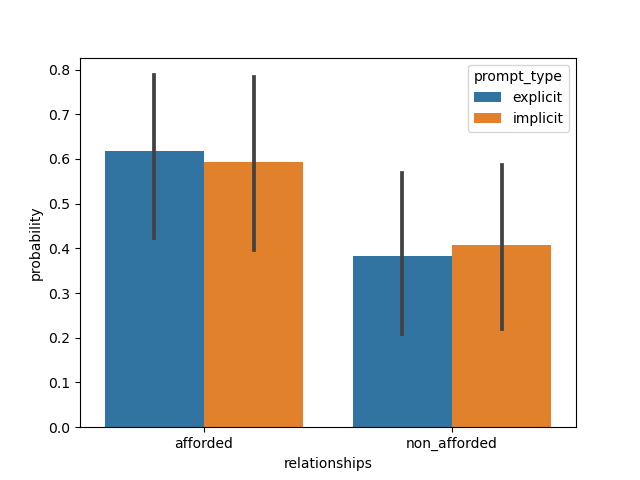 0.8
0.7
0.6
0.5
0.4
0.3
0.2
0.1
0.0
probability
afforded non_afforded
relationships
prompt_type
explicit
implicit